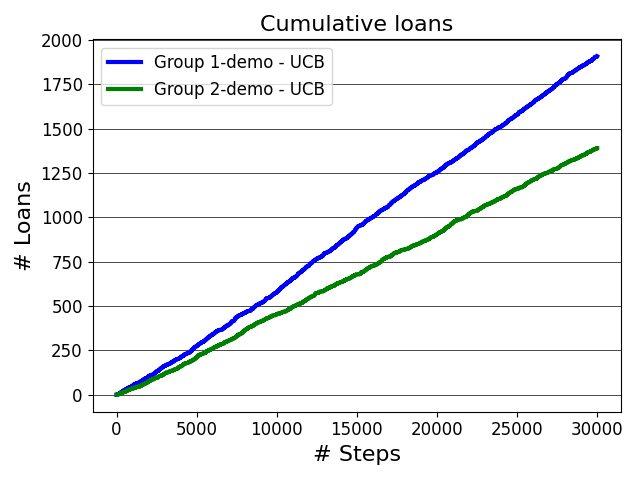 Cumulative loans
Group 1-demo - UCB
Group 2-demo - UCB
# Loans
2000
1750
1500
1250
1000
750
500
250
0
0 5000 10000 15000 20000 25000 30000
# Steps